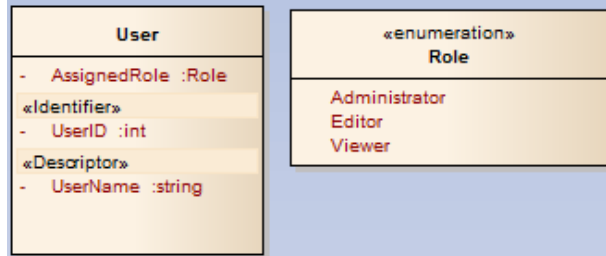 User
- AssignedRole :Role
«Identifier»
- UserID :int
«Descriptor»
- UserName :string
«enumeration»
Role
Administrator
Editor
Viewer